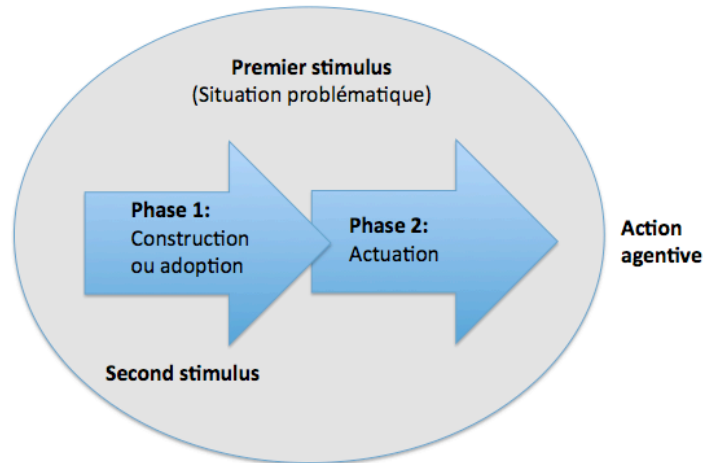 Premier stimulus
(Situation problématique)
Phase 1:
Construction
ou adoption
Phase 2:
Actuation
Action
agentive
Second stimulus